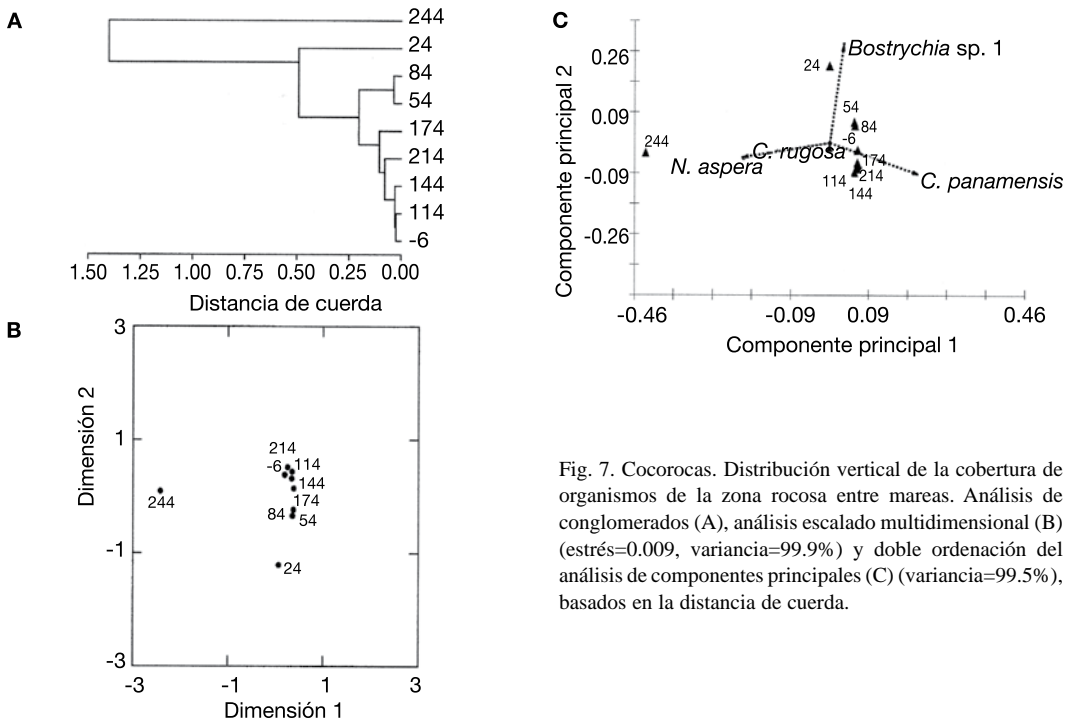 A
244
24
84
54
174
214
144
114
-6
1.50 1.25 1.00 0.75 0.50 0.25 0.00
Distancia de cuerda
B
3
1
-1
-3
Dimensión 2
214
-6 114
144
174
84 54
24
244
-3 -1 1 3
Dimensión 1
C
Componente principal 2
0.26
0.09
-0.09
-0.26
Bostrychia sp. 1
24
54
84
-6
244
C. rugosa
174
N. aspera
214
114
144
C. panamensis
-0.46 -0.09 0.09 0.46
Componente principal 1
Fig. 7. Cocorocas. Distribución vertical de la cobertura de
organismos de la zona rocosa entre mareas. Análisis de
conglomerados (A), análisis escalado multidimensional (B)
(estrés=0.009, variancia=99.9%) y doble ordenación del
análisis de componentes principales (C) (variancia=99.5%),
basados en la distancia de cuerda.